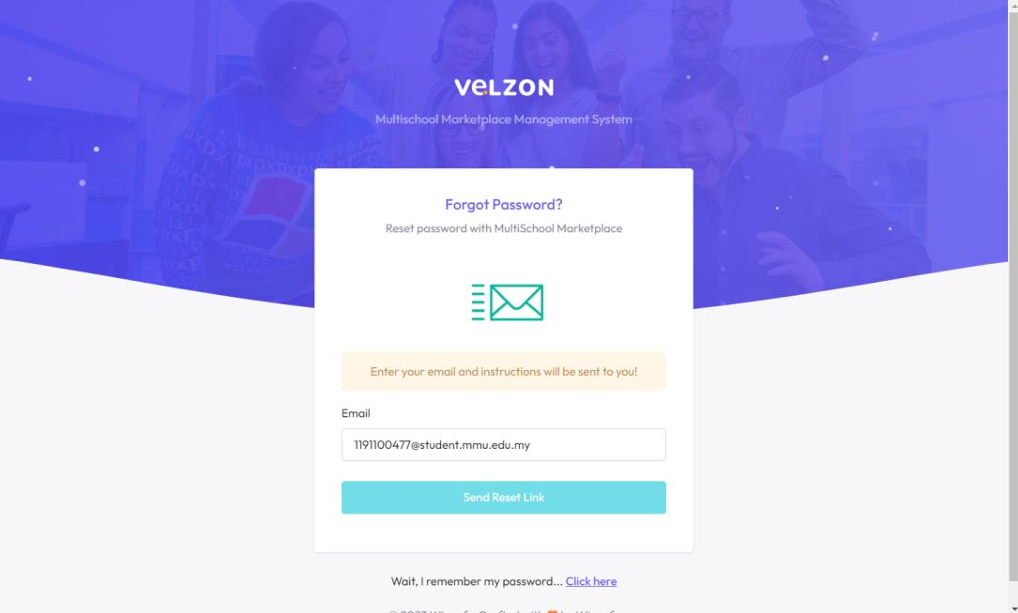 VELZON
Multischool Marketplace Management System
Forgot Password?
Reset password with MultiSchool Marketplace
Enter your email and instructions will be sent to you!
Email
1191100477@student.mmu.edu.my
Send Reset Link
Wait, I remember my password... Click here